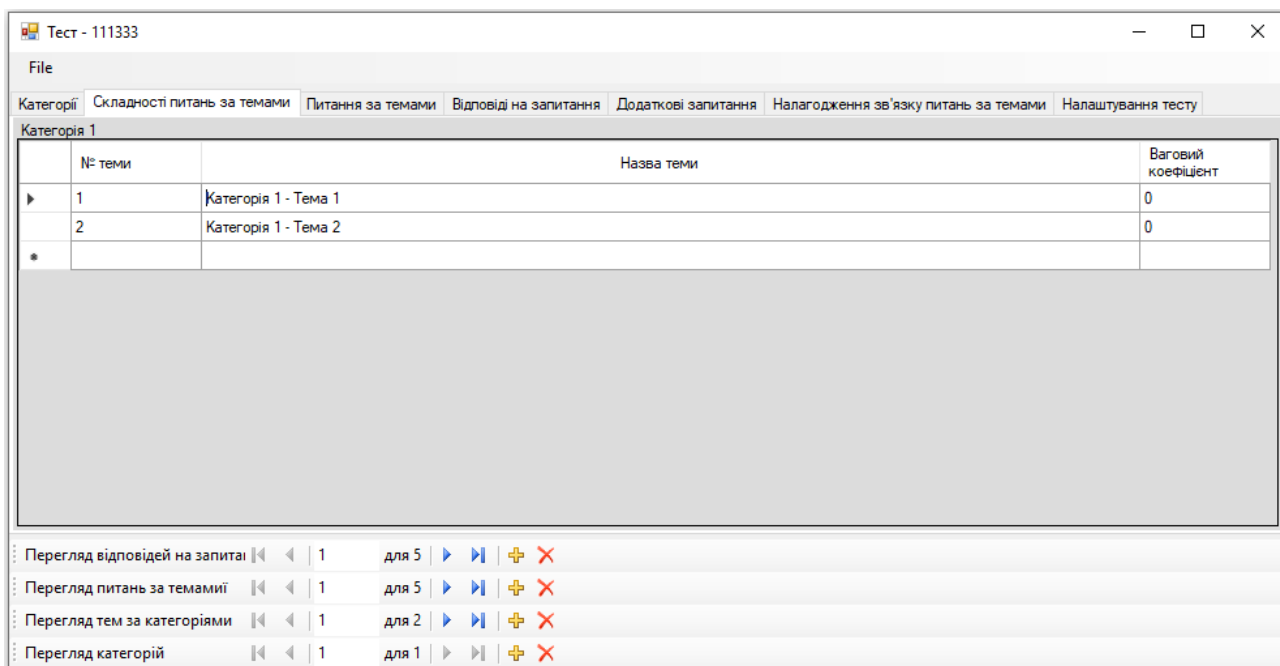 Тест - 111333
File
Категорії Складності питань за темами Питання за темами Відповіді на запитання Додаткові запитання Налагодження зв'язку питань за темами Налаштування тесту
Категорія 1
№ теми Назва теми Ваговий коефіцієнт
1 Категорія 1 - Тема 1 0
2 Категорія 1 - Тема 2 0
Перегляд відповідей на запитан 1 для 5
Перегляд питань за темамиї 1 для 5
Перегляд тем за категоріями 1 для 2
Перегляд категорій 1 для 1